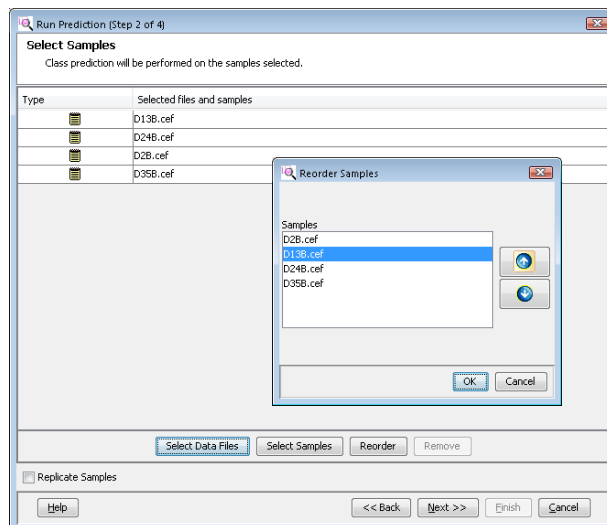 Run Prediction (Step 2 of 4)
Select Samples
Class prediction will be performed on the samples selected.
Type Selected files and samples
D13B.cef
D24B.cef
D2B.cef
D35B.cef
Reorder Samples
Samples
D2B.cef
D13B.cef
D24B.cef
D35B.cef
OK Cancel
Select Data Files Select Samples Reorder Remove
Replicate Samples
Help << Back Next >> Finish Cancel